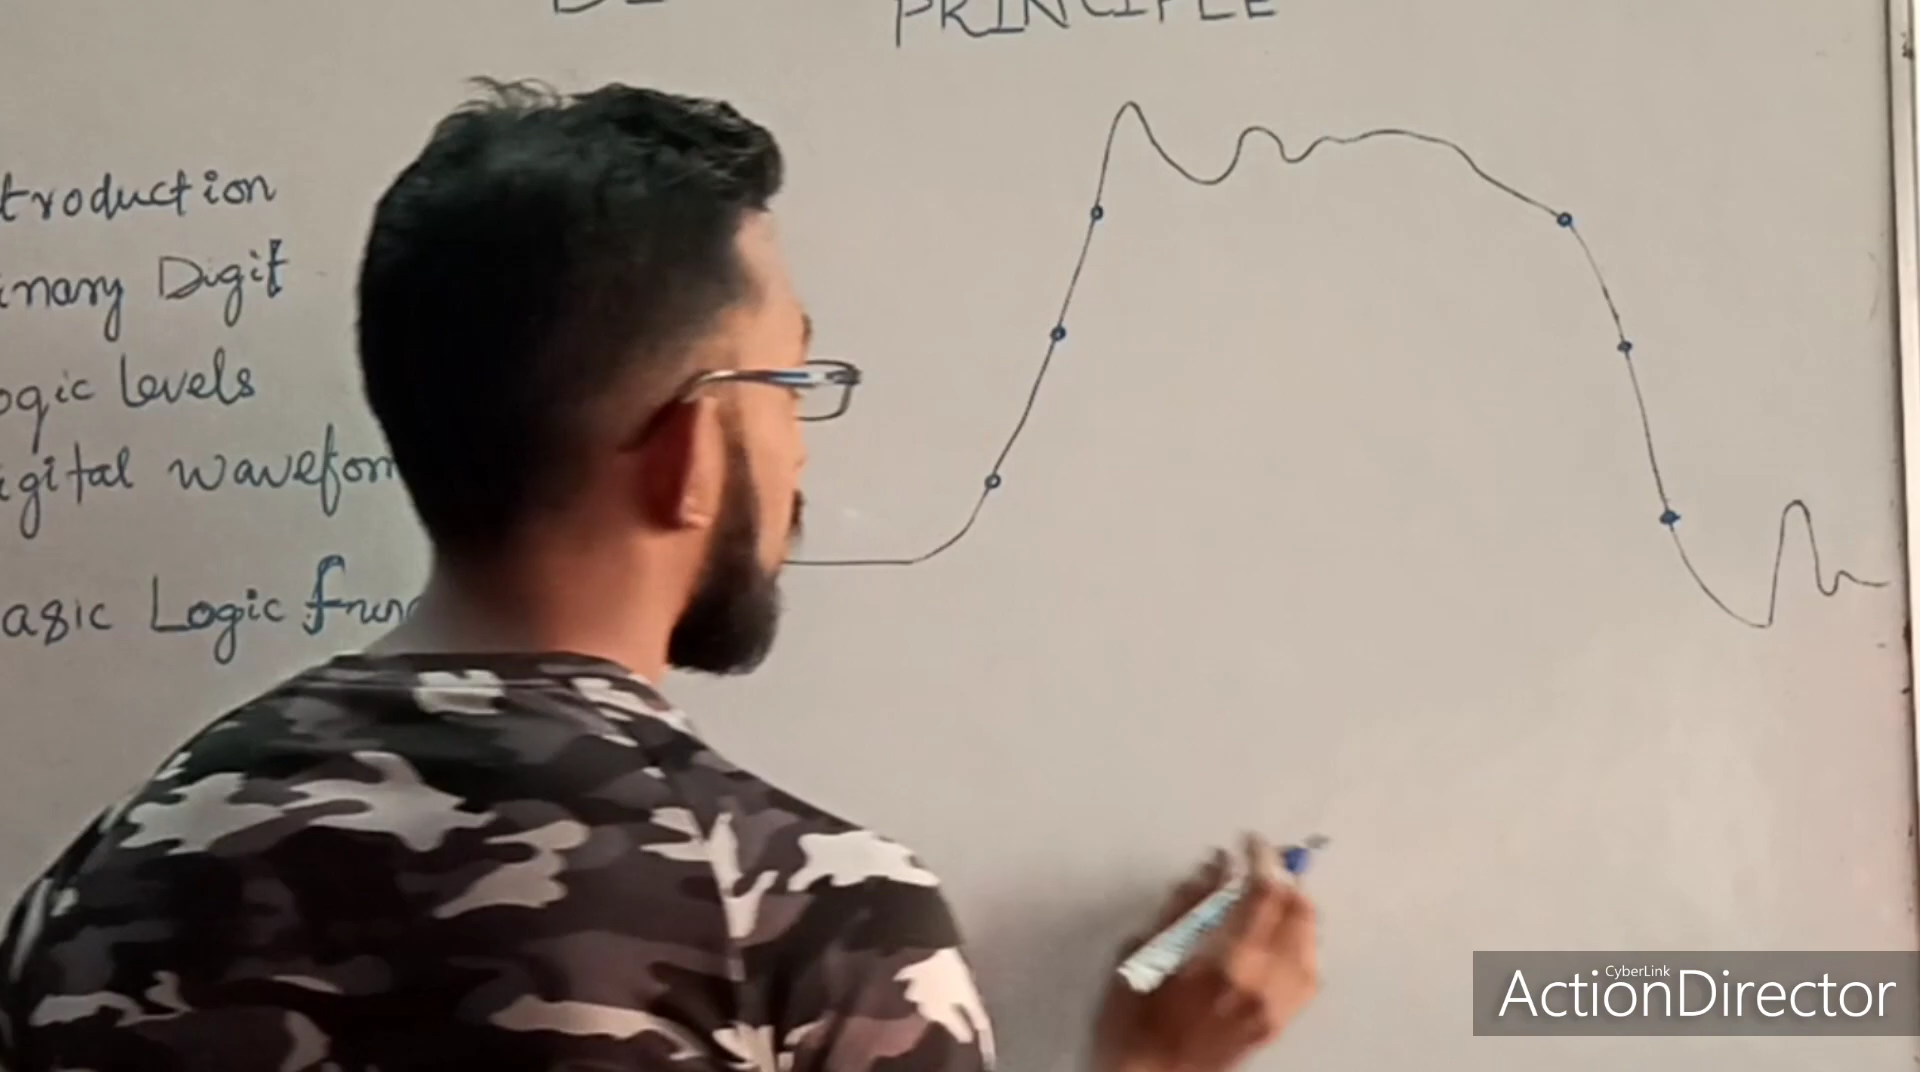 PRINCIPLE
troduction
inary Digit
ogic levels
igital wavefor
asic Logic fun
CyberLink
ActionDirector